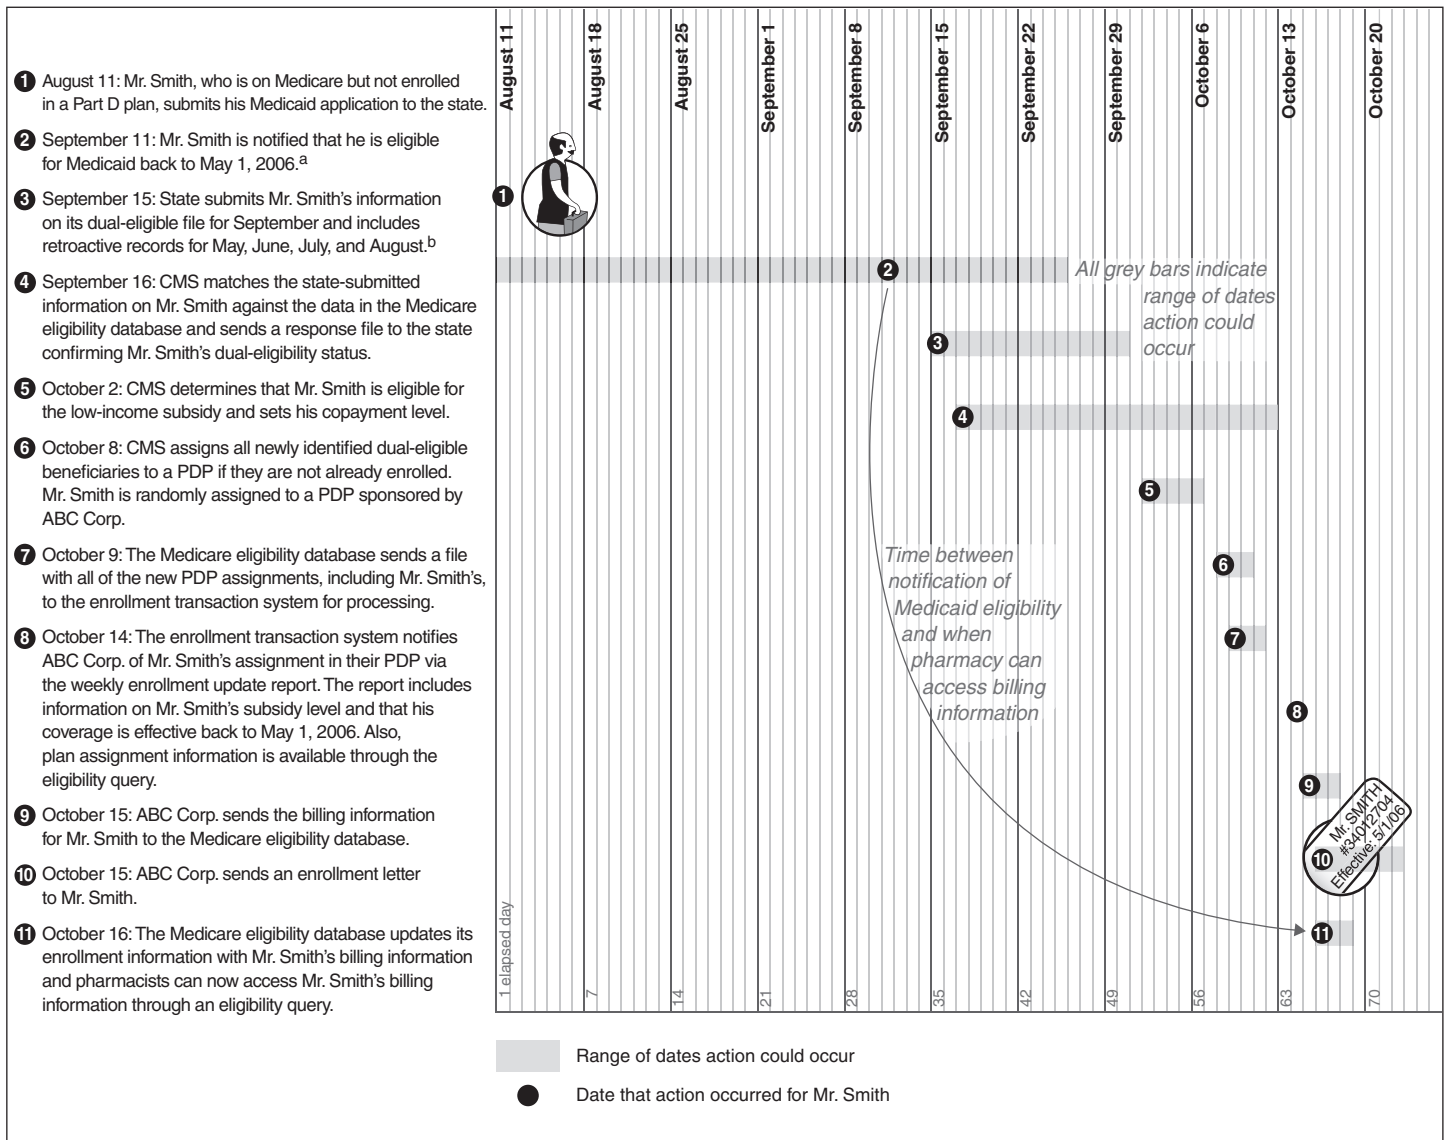 August 11
August 18
August 25
September 1
September 8
September 15
September 22
September 29
October 6
October 13
October 20
1 August 11: Mr. Smith, who is on Medicare but not enrolled
in a Part D plan, submits his Medicaid application to the state.
2 September 11: Mr. Smith is notified that he is eligible
for Medicaid back to May 1, 2006.a
3 September 15: State submits Mr. Smith's information
on its dual-eligible file for September and includes
retroactive records for May, June, July, and August.b
4 September 16: CMS matches the state-submitted
information on Mr. Smith against the data in the Medicare
eligibility database and sends a response file to the state
confirming Mr. Smith's dual-eligibility status.
5 October 2: CMS determines that Mr. Smith is eligible for
the low-income subsidy and sets his copayment level.
6 October 8: CMS assigns all newly identified dual-eligible
beneficiaries to a PDP if they are not already enrolled.
Mr. Smith is randomly assigned to a PDP sponsored by
ABC Corp.
7 October 9: The Medicare eligibility database sends a file
with all of the new PDP assignments, including Mr. Smith's,
to the enrollment transaction system for processing.
8 October 14: The enrollment transaction system notifies
ABC Corp. of Mr. Smith's assignment in their PDP via
the weekly enrollment update report. The report includes
information on Mr. Smith's subsidy level and that his
coverage is effective back to May 1, 2006. Also,
plan assignment information is available through the
eligibility query.
9 October 15: ABC Corp. sends the billing information
for Mr. Smith to the Medicare eligibility database.
10 October 15: ABC Corp. sends an enrollment letter
to Mr. Smith.
11 October 16: The Medicare eligibility database updates its
enrollment information with Mr. Smith's billing information
and pharmacists can now access Mr. Smith's billing
information through an eligibility query.
1
2
All grey bars indicate
range of dates
action could
occur
3
4
5
Time between
notification of
Medicaid eligibility
and when
pharmacy can
access billing
information
6
7
8
9
10
Mr. SMITH
#34012704
Effective: 5/1/06
11
1 elapsed day
7
14
21
28
35
42
49
56
63
70
Range of dates action could occur
Date that action occurred for Mr. Smith